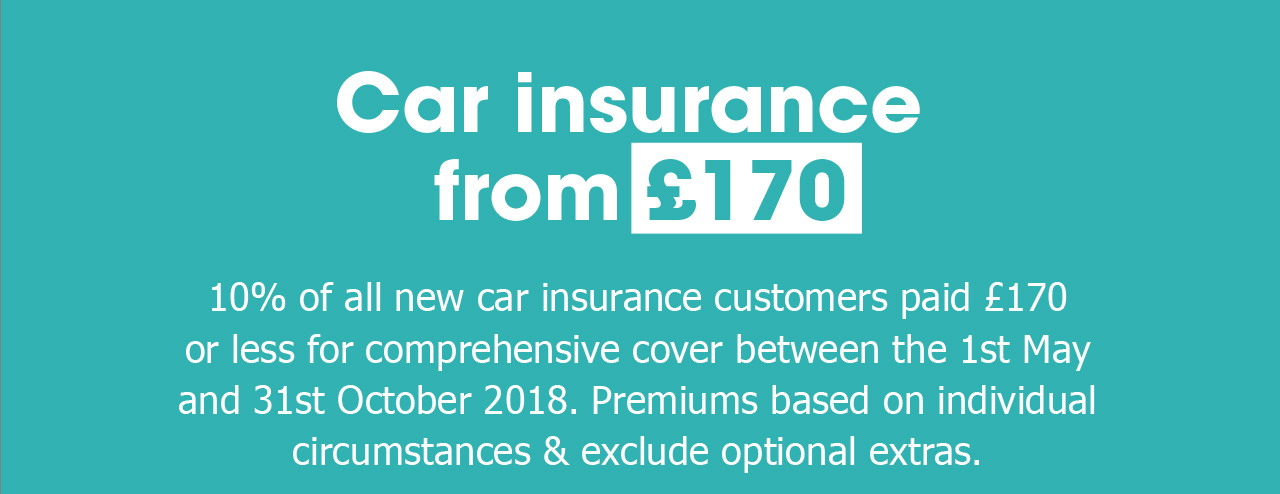 Car insurance
from £170
10% of all new car insurance customers paid £170
or less for comprehensive cover between the 1st May
and 31st October 2018. Premiums based on individual
circumstances & exclude optional extras.